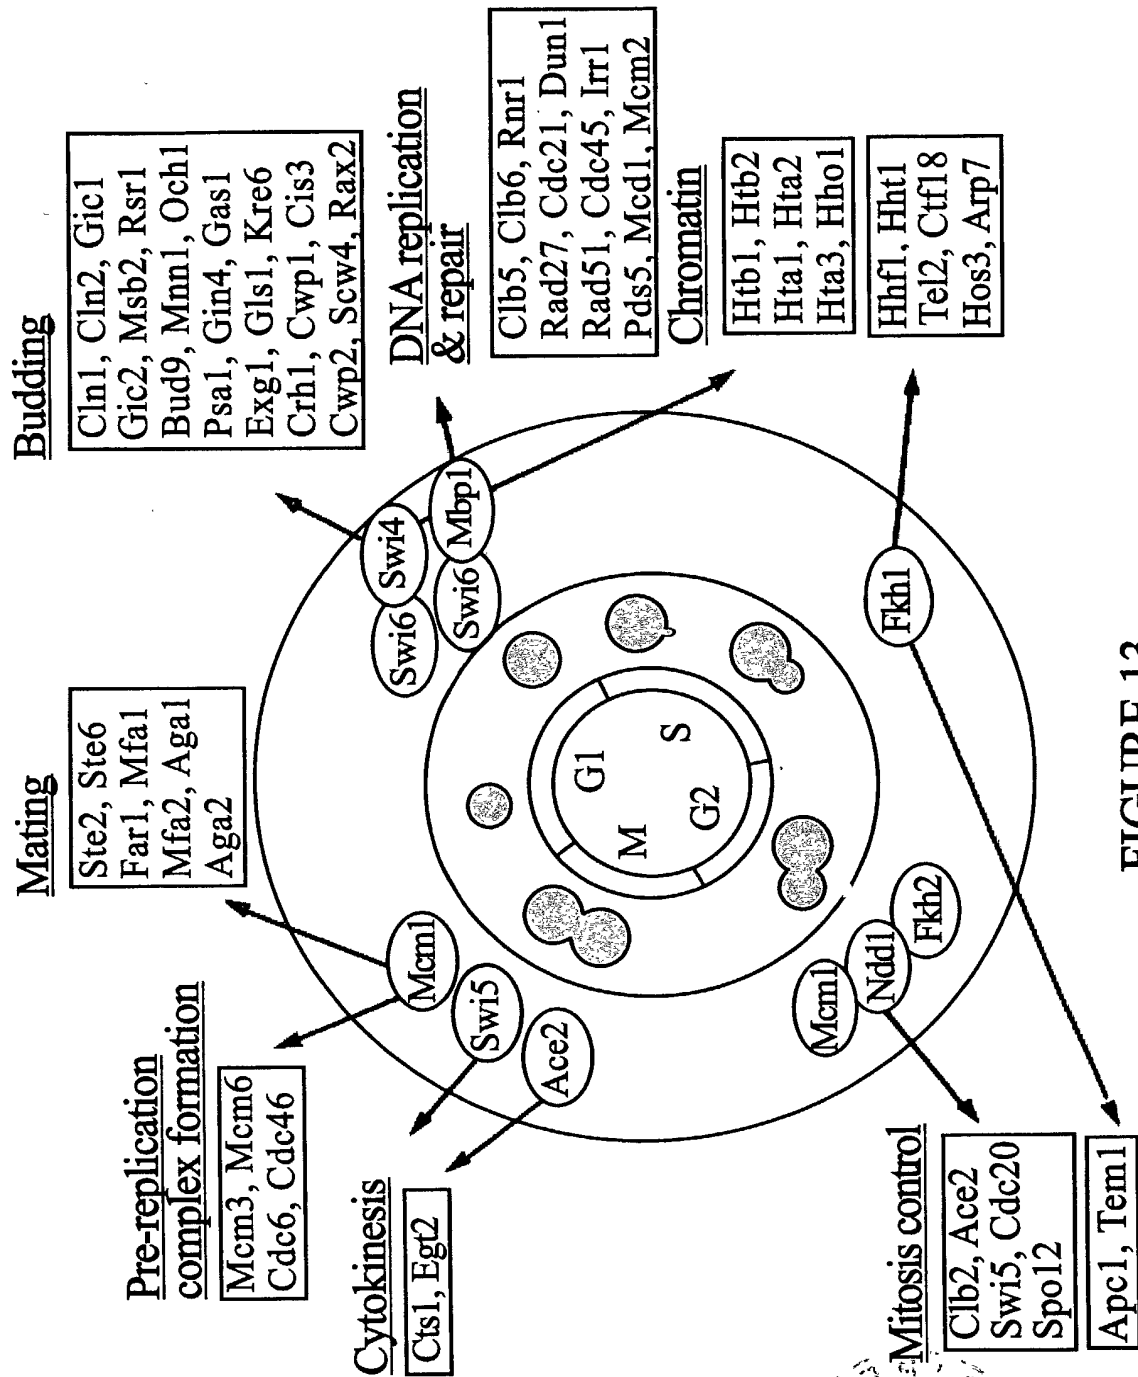 Budding
Cln1, Cln2, Gic1
Gic2, Msb2, Rsr1
Bud9, Mnn1, Och1
Psa1, Gin4, Gas1
Exg1, Gls1, Kre6
Crh1, Cwp1, Cis3
Cwp2, Scw4, Rax2
DNA replication
& repair
Clb5, Clb6, Rnr1
Rad27, Cdc21, Dun1
Rad51, Cdc45, Irr1
Pds5, Mcd1, Mcm2
Chromatin
Htb1, Htb2
Hta1, Hta2
Hta3, Hho1
Hhf1, Hht1
Tel2, Ctf18
Hos3, Arp7
Mating
Ste2, Ste6
Far1, Mfa1
Mfa2, Aga1
Aga2
Pre-replication
complex formation
Mcm3, Mcm6
Cdc6, Cdc46
Cytokinesis
Cts1, Egt2
Mitosis control
Clb2, Ace2
Swi5, Cdc20
Spo12
Apc1, Tem1
Swi6
Swi4
Swi6
Mbp1
Fkh1
Mcm1
Swi5
Ace2
Mcm1
Ndd1
Fkh2
G1
S
M
G2
FIGURE 13